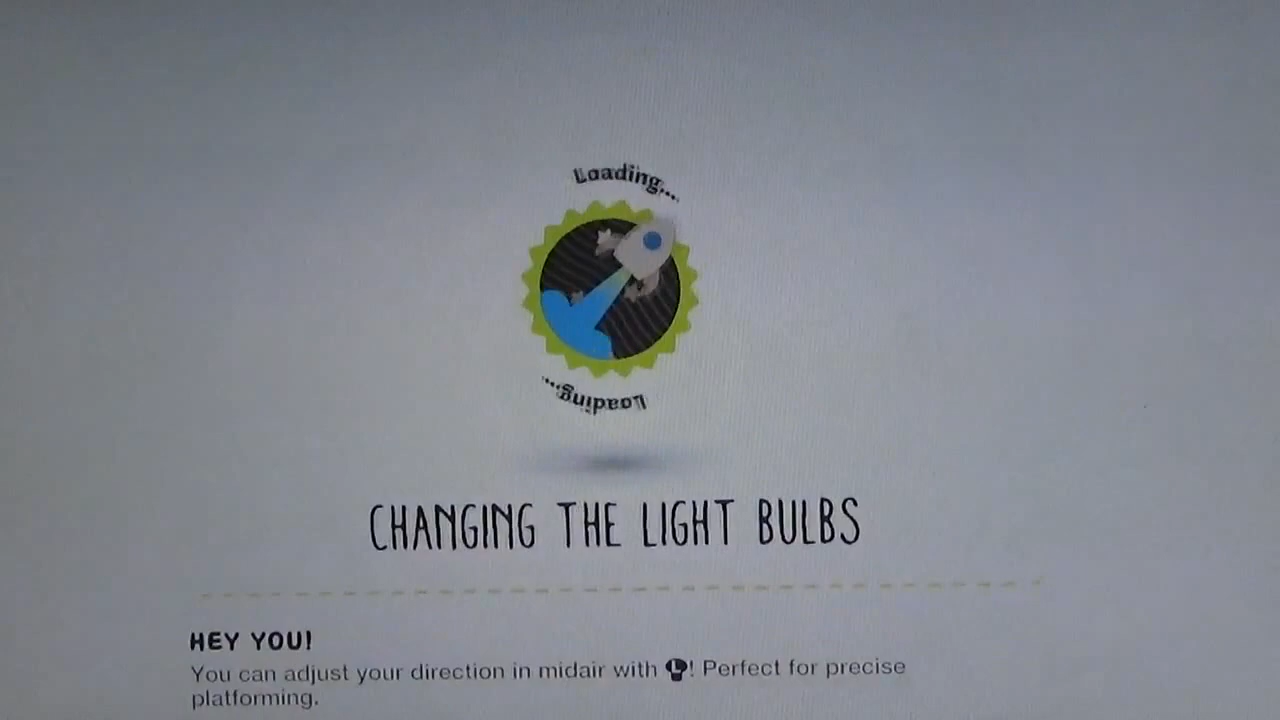 Loading...
Loading...
CHANGING THE LIGHT BULBS
HEY YOU!
You can adjust your direction in midair with L! Perfect for precise
platforming.